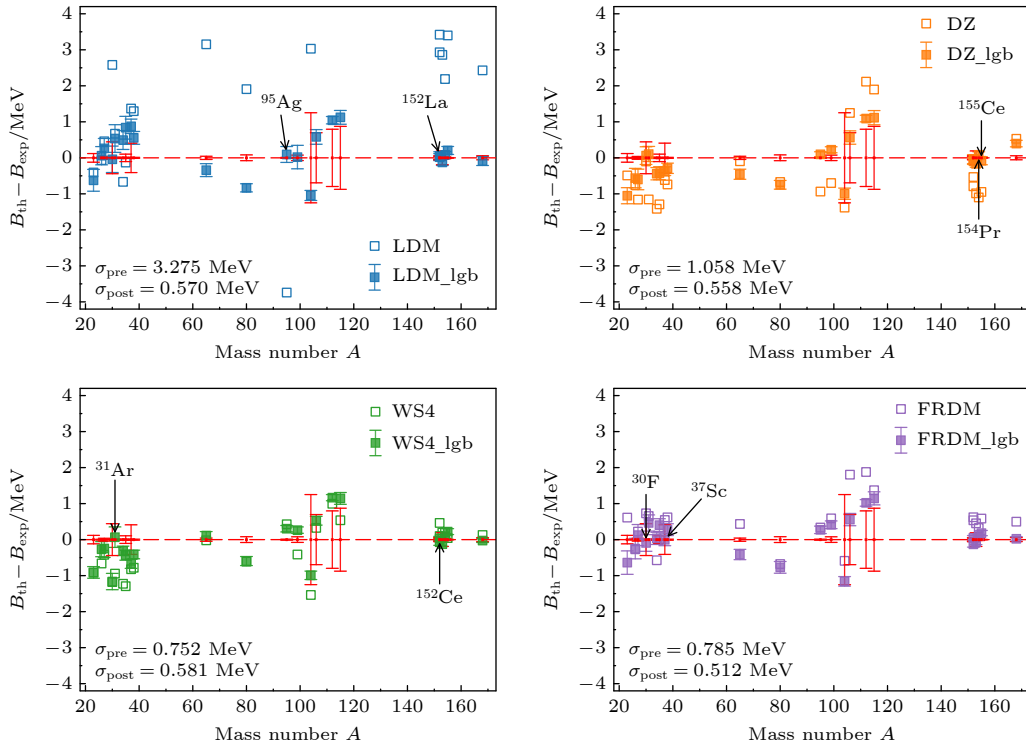 4
3
2
1
0
−1
−2
−3
−4
B_th − B_exp/MeV
⁹⁵Ag
¹⁵²La
LDM
LDM_lgb
σ_pre = 3.275 MeV
σ_post = 0.570 MeV
20 40 60 80 100 120 140 160
Mass number A
4
3
2
1
0
−1
−2
−3
−4
B_th − B_exp/MeV
DZ
DZ_lgb
¹⁵⁵Ce
¹⁵⁴Pr
σ_pre = 1.058 MeV
σ_post = 0.558 MeV
20 40 60 80 100 120 140 160
Mass number A
4
3
2
1
0
−1
−2
−3
−4
B_th − B_exp/MeV
WS4
WS4_lgb
³¹Ar
¹⁵²Ce
σ_pre = 0.752 MeV
σ_post = 0.581 MeV
20 40 60 80 100 120 140 160
Mass number A
4
3
2
1
0
−1
−2
−3
−4
B_th − B_exp/MeV
FRDM
FRDM_lgb
³⁰F
³⁷Sc
σ_pre = 0.785 MeV
σ_post = 0.512 MeV
20 40 60 80 100 120 140 160
Mass number A